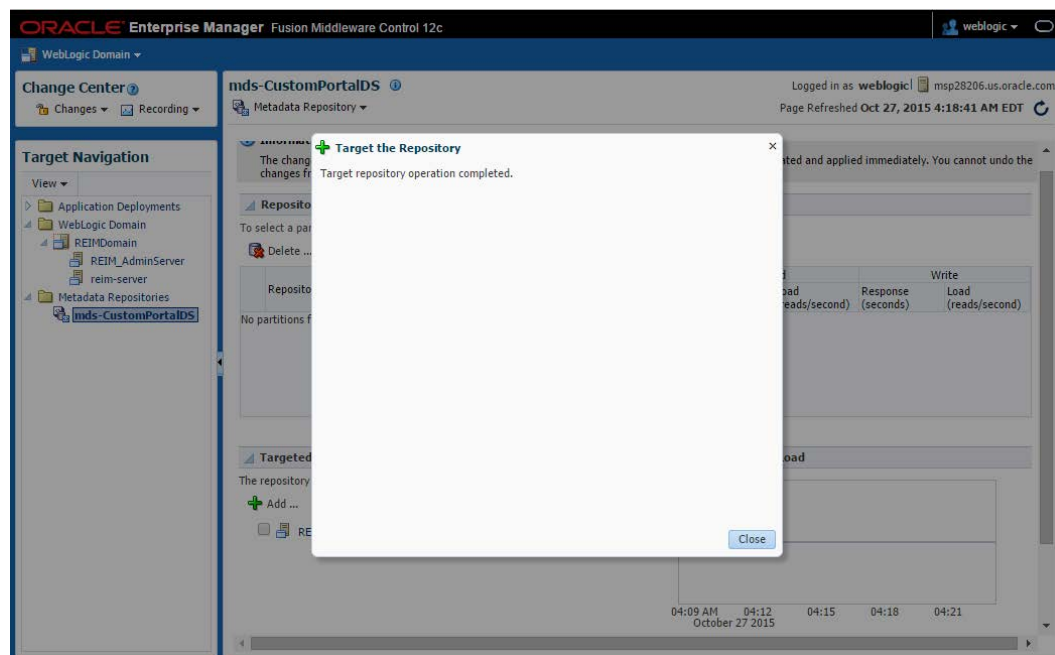 ORACLE Enterprise Manager Fusion Middleware Control 12c
weblogic
WebLogic Domain
Change Center
Changes Recording
mds-CustomPortalDS
Metadata Repository
Logged in as weblogic msp28206.us.oracle.com
Page Refreshed Oct 27, 2015 4:18:41 AM EDT
Target Navigation
View
Application Deployments
WebLogic Domain
REIMDomain
REIM_AdminServer
reim-server
Metadata Repositories
mds-CustomPortalDS
The chang
ated and applied immediately. You cannot undo the
changes fr
Target the Repository
Target repository operation completed.
Close
Reposito
To select a par
Delete ...
Reposito
Write
Response
(seconds)
Load
(reads/second)
No partitions f
Targeted
oad
The repository
Add ...
RE
04:09 AM 04:12 04:15 04:18 04:21
October 27 2015